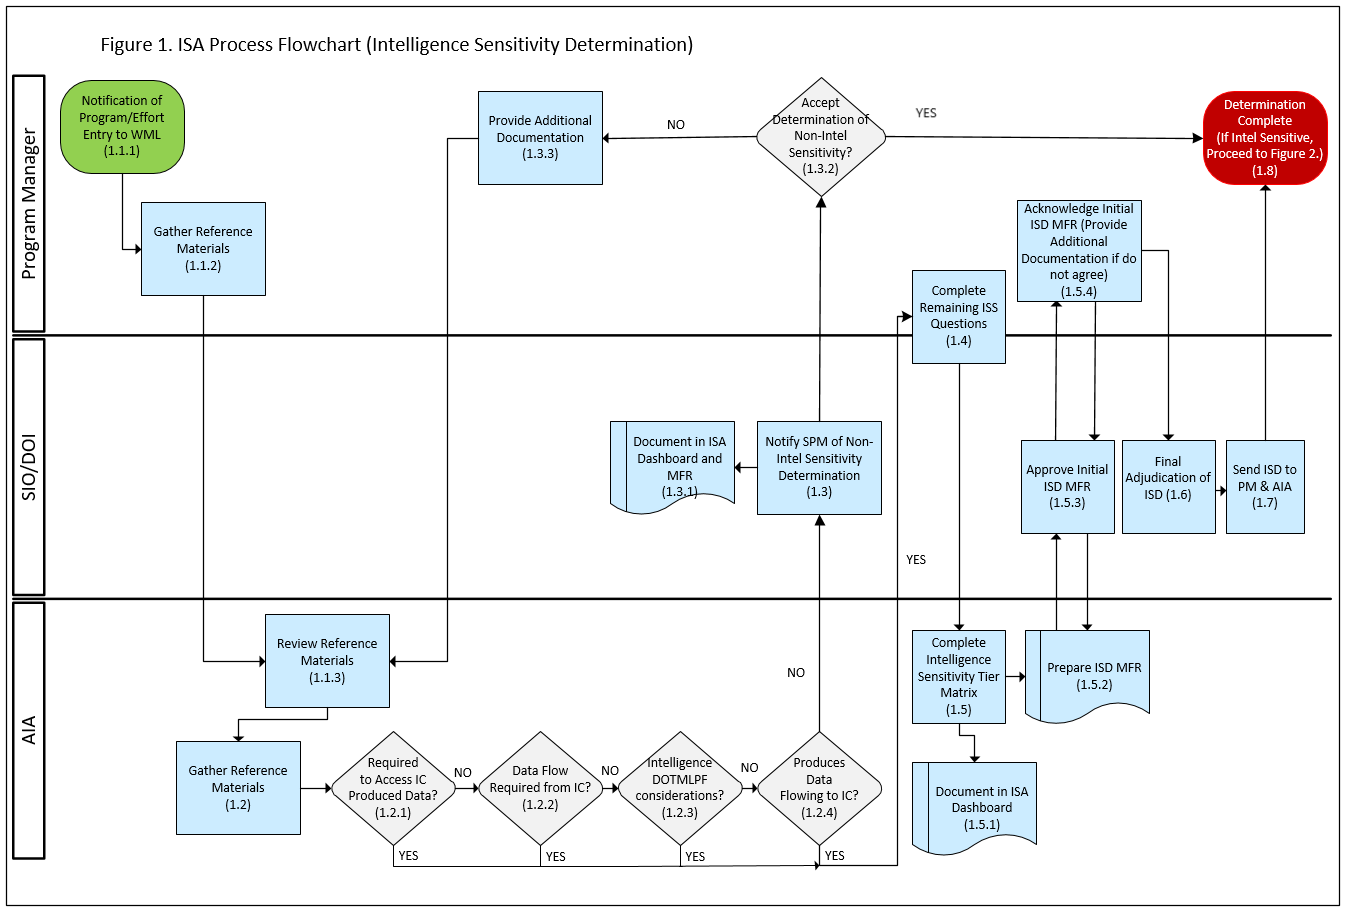 Figure 1. ISA Process Flowchart (Intelligence Sensitivity Determination)
Program Manager
Notification of
Program/Effort
Entry to WML
(1.1.1)
Gather Reference
Materials
(1.1.2)
Provide Additional
Documentation
(1.3.3)
NO
Accept
Determination of
Non-Intel
Sensitivity?
(1.3.2)
YES
Determination
Complete
(If Intel Sensitive,
Proceed to Figure 2.)
(1.8)
Acknowledge Initial
ISD MFR (Provide
Additional
Documentation if do
not agree)
(1.5.4)
Complete
Remaining ISS
Questions
(1.4)
SIO/DOI
Document in ISA
Dashboard and
MFR
(1.3.1)
Notify SPM of Non-
Intel Sensitivity
Determination
(1.3)
YES
Approve Initial
ISD MFR
(1.5.3)
Final
Adjudication of
ISD (1.6)
Send ISD to
PM & AIA
(1.7)
AIA
Review Reference
Materials
(1.1.3)
Gather Reference
Materials
(1.2)
Required
to Access IC
Produced Data?
(1.2.1)
NO
YES
Data Flow
Required from IC?
(1.2.2)
NO
YES
Intelligence
DOTMLPF
considerations?
(1.2.3)
NO
YES
Produces
Data
Flowing to IC?
(1.2.4)
NO
YES
Complete
Intelligence
Sensitivity Tier
Matrix
(1.5)
Prepare ISD MFR
(1.5.2)
Document in ISA
Dashboard
(1.5.1)